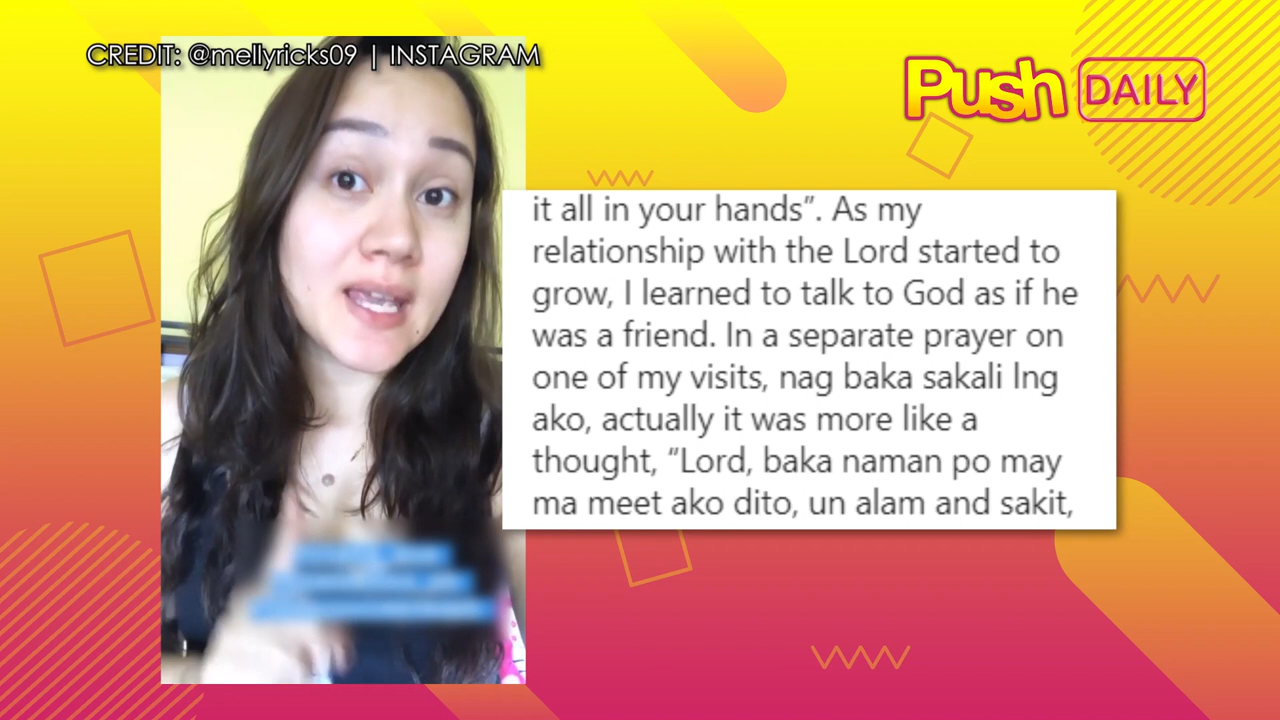 CREDIT: @mellyricks09 | INSTAGRAM
Push DAILY
it all in your hands”. As my
relationship with the Lord started to
grow, I learned to talk to God as if he
was a friend. In a separate prayer on
one of my visits, nag baka sakali lng
ako, actually it was more like a
thought, “Lord, baka naman po may
ma meet ako dito, un alam and sakit,